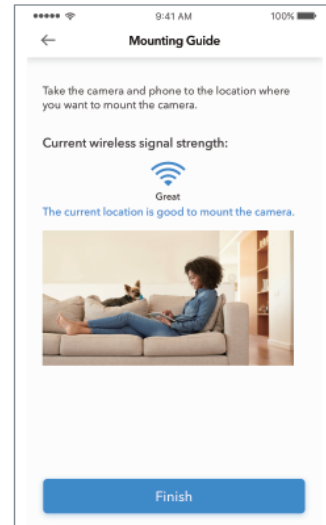 9:41 AM 100%
Mounting Guide
Take the camera and phone to the location where
you want to mount the camera.
Current wireless signal strength:
Great
The current location is good to mount the camera.
Finish